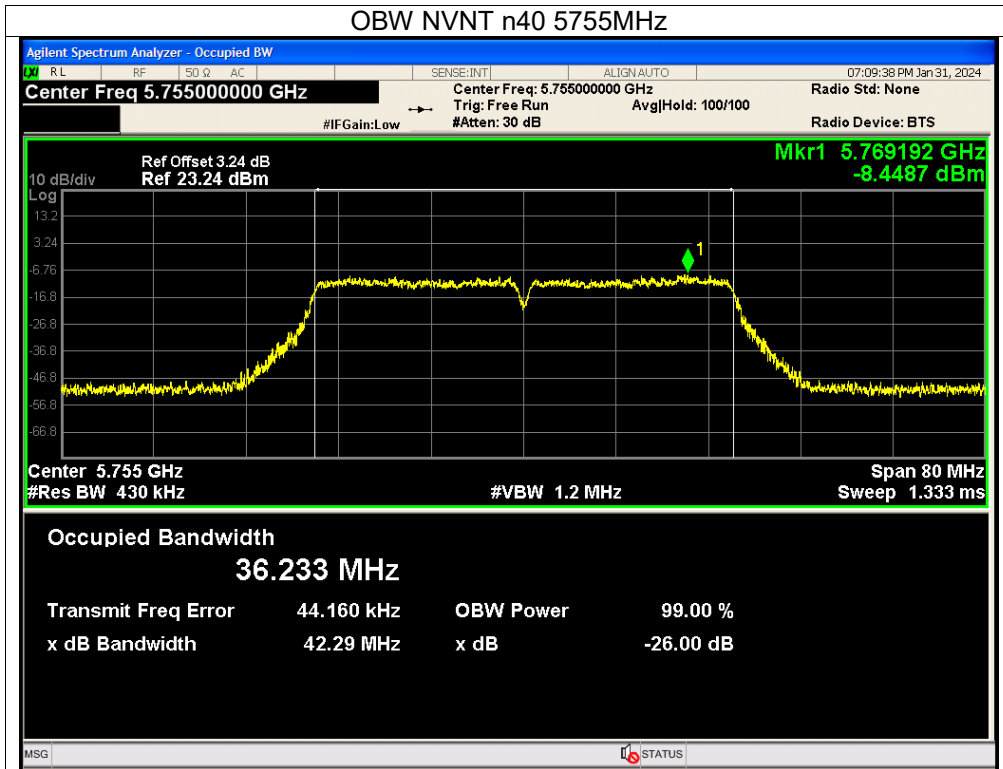 OBW NVNT n40 5755MHz
Agilent Spectrum Analyzer - Occupied BW
LXI RL RF 50 Ω AC SENSE:INT ALIGN AUTO 07:09:38 PM Jan 31, 2024
Center Freq 5.755000000 GHz Center Freq: 5.755000000 GHz Radio Std: None
Trig: Free Run Avg|Hold: 100/100
#IFGain:Low #Atten: 30 dB Radio Device: BTS
Mkr1 5.769192 GHz
-8.4487 dBm
Ref Offset 3.24 dB
10 dB/div Ref 23.24 dBm
Log
13.2
3.24
1
-6.76
-16.8
-26.8
-36.8
-46.8
-56.8
-66.8
Center 5.755 GHz Span 80 MHz
#Res BW 430 kHz #VBW 1.2 MHz Sweep 1.333 ms
Occupied Bandwidth
36.233 MHz
Transmit Freq Error 44.160 kHz OBW Power 99.00 %
x dB Bandwidth 42.29 MHz x dB -26.00 dB
MSG STATUS